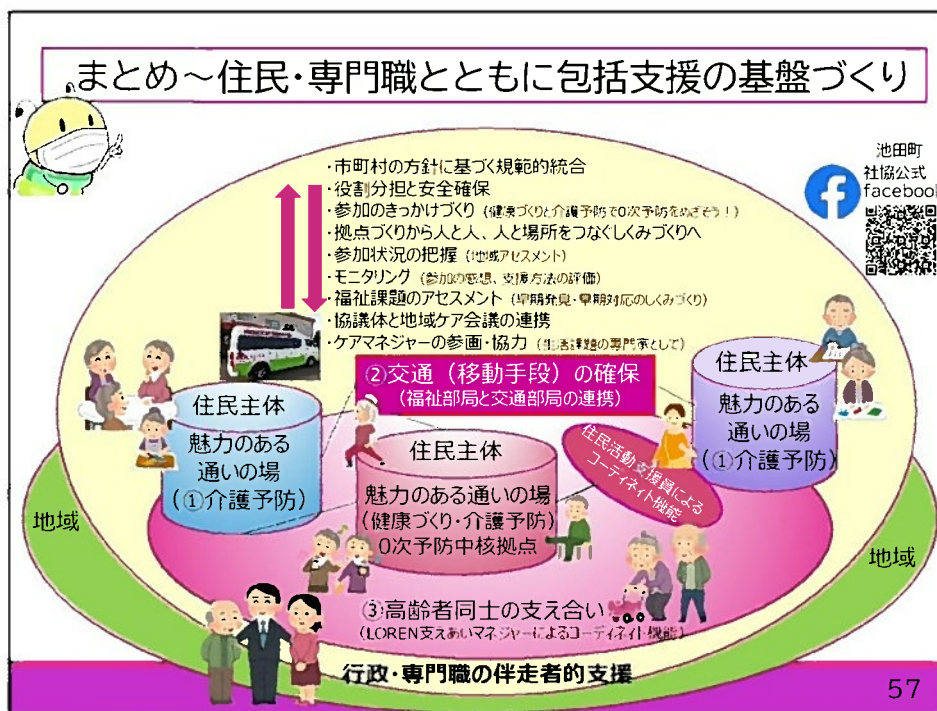 まとめ～住民・専門職とともに包括支援の基盤づくり
池田町
社協公式
facebook
・市町村の方針に基づく規範的統合
・役割分担と安全確保
・参加のきっかけづくり（健康づくりと介護予防で0次予防をめざそう！）
・拠点づくりから人と人、人と場所をつなぐしくみづくりへ
・参加状況の把握（地域アセスメント）
・モニタリング（参加の感想、支援方法の評価）
・福祉課題のアセスメント（早期発見・早期対応のしくみづくり）
・協議体と地域ケア会議の連携
・ケアマネジャーの参画・協力（生活課題の専門家として）
②交通（移動手段）の確保
（福祉部局と交通部局の連携）
住民主体
魅力のある
通いの場
（①介護予防）
住民主体
魅力のある通いの場
（健康づくり・介護予防）
0次予防中核拠点
住民活動支援員による
コーディネイト機能
住民主体
魅力のある
通いの場
（①介護予防）
地域
地域
③高齢者同士の支え合い
（LOREN支えあいマネジャーによるコーディネイト機能）
行政・専門職の伴走者的支援
57